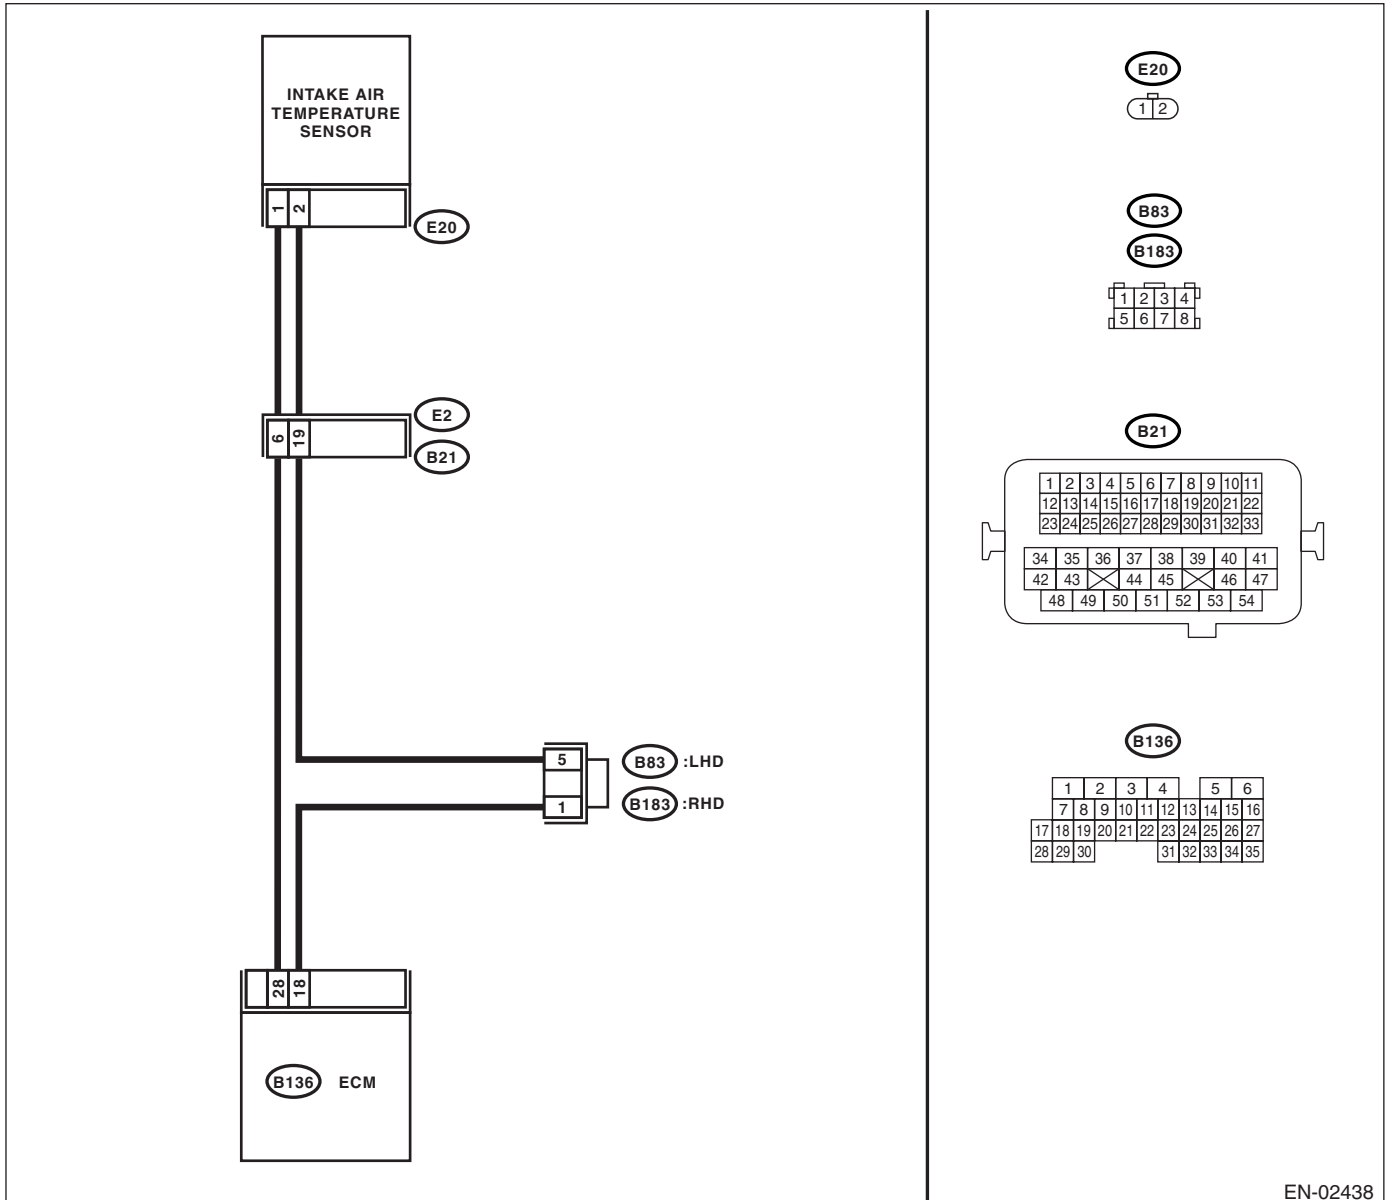 INTAKE AIR
TEMPERATURE
SENSOR
1 2
E20
E2
6 19
B21
5
B83 :LHD
1
B183 :RHD
28 18
B136 ECM
E20
1 2
B83
B183
1 2 3 4
5 6 7 8
B21
1 2 3 4 5 6 7 8 9 10 11
12 13 14 15 16 17 18 19 20 21 22
23 24 25 26 27 28 29 30 31 32 33
34 35 36 37 38 39 40 41
42 43 44 45 46 47
48 49 50 51 52 53 54
B136
1 2 3 4 5 6
7 8 9 10 11 12 13 14 15 16
17 18 19 20 21 22 23 24 25 26 27
28 29 30 31 32 33 34 35
EN-02438